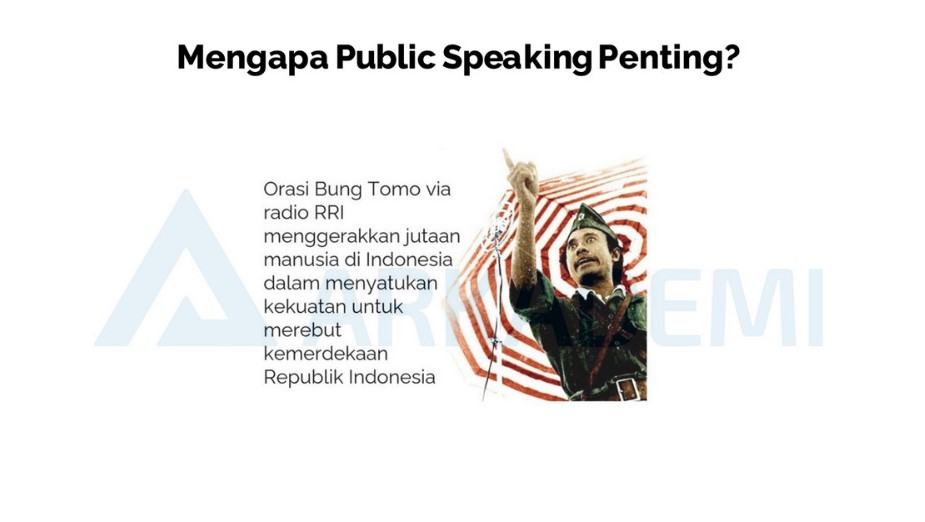 Mengapa Public Speaking Penting?
Orasi Bung Tomo via
radio RRI
menggerakkan jutaan
manusia di Indonesia
dalam menyatukan
kekuatan untuk
merebut
kemerdekaan
Republik Indonesia
ARKADEMI